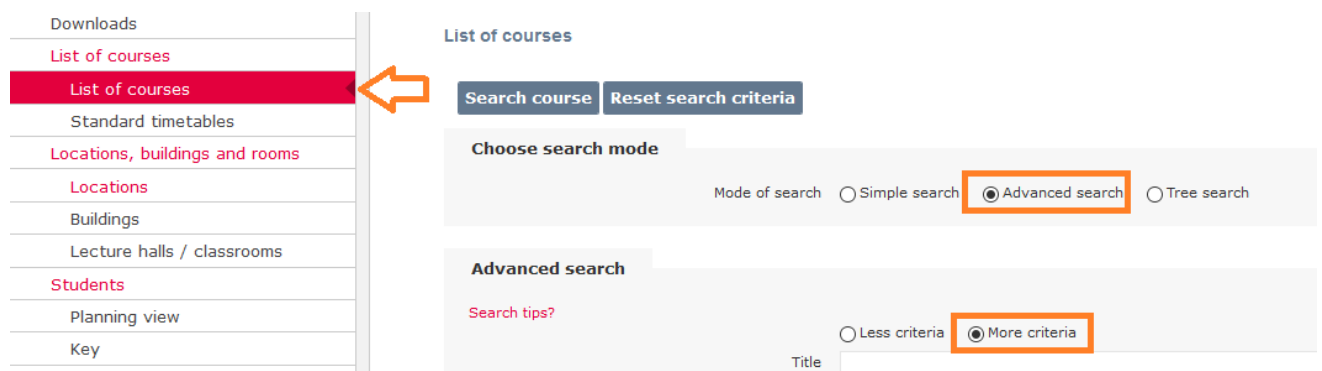 Downloads
List of courses
List of courses
Standard timetables
Locations, buildings and rooms
Locations
Buildings
Lecture halls / classrooms
Students
Planning view
Key
List of courses
Search course Reset search criteria
Choose search mode
Mode of search Simple search Advanced search Tree search
Advanced search
Search tips?
Less criteria More criteria
Title